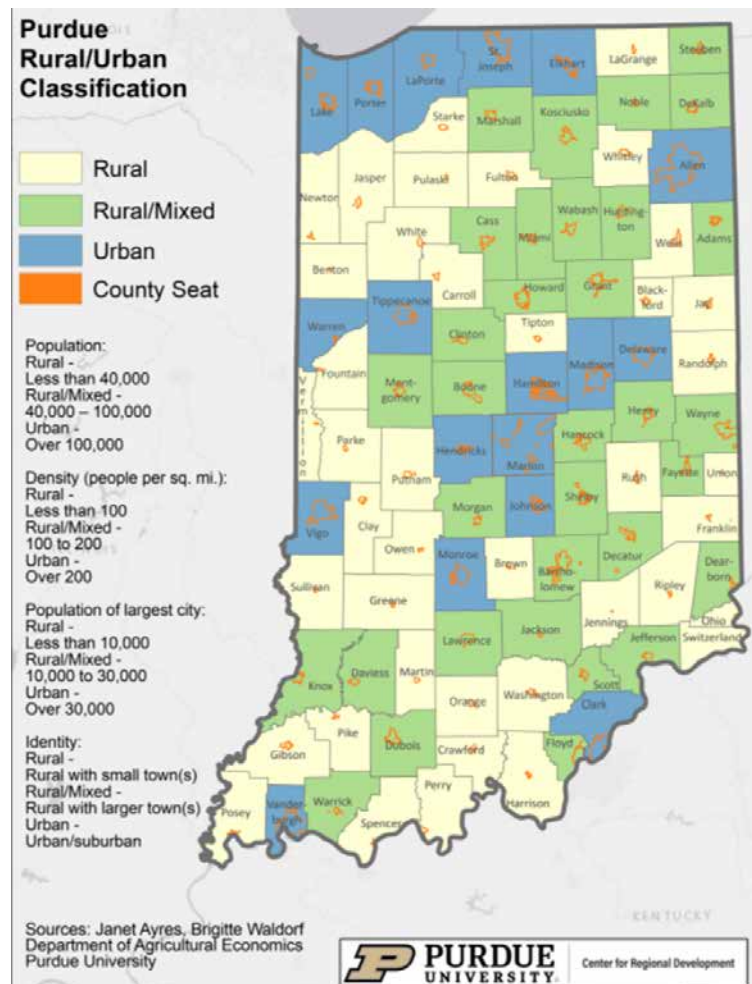 Purdue
Rural/Urban
Classification
Rural
Rural/Mixed
Urban
County Seat
Population:
Rural -
Less than 40,000
Rural/Mixed -
40,000 – 100,000
Urban -
Over 100,000
Density (people per sq. mi.):
Rural -
Less than 100
Rural/Mixed -
100 to 200
Urban -
Over 200
Population of largest city:
Rural -
Less than 10,000
Rural/Mixed -
10,000 to 30,000
Urban -
Over 30,000
Identity:
Rural -
Rural with small town(s)
Rural/Mixed -
Rural with larger town(s)
Urban -
Urban/suburban
Sources: Janet Ayres, Brigitte Waldorf
Department of Agricultural Economics
Purdue University
Lake
Porter
LaPorte
St.
Joseph
Elkhart
LaGrange
Steuben
Noble
DeKalb
Starke
Marshall
Kosciusko
Whitley
Allen
Newton
Jasper
Pulaski
Fulton
White
Cass
Miami
Wabash
Hunting-
ton
Wells
Adams
Benton
Carroll
Howard
Grant
Black-
ford
Jay
Tippecanoe
Warren
Clinton
Tipton
Madison
Delaware
Randolph
Fountain
Vermillion
Mont-
gomery
Boone
Hamilton
Henry
Wayne
Parke
Putnam
Hendricks
Marion
Hancock
Rush
Fayette
Union
Vigo
Clay
Owen
Morgan
Johnson
Shelby
Franklin
Monroe
Brown
Bartho-
lomew
Decatur
Dear-
born
Ripley
Sullivan
Greene
Jennings
Ohio
Switzerland
Jefferson
Lawrence
Jackson
Scott
Knox
Daviess
Martin
Orange
Washington
Clark
Floyd
Gibson
Pike
Dubois
Crawford
Harrison
Posey
Vander-
burgh
Warrick
Spencer
Perry
KENTUCKY
PURDUE
UNIVERSITY
Center for Regional Development